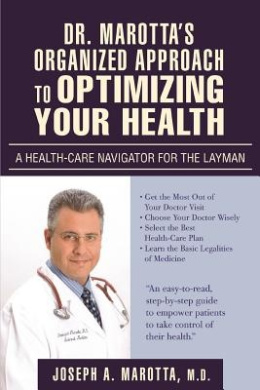 DR. MAROTTA'S
ORGANIZED APPROACH
TO OPTIMIZING
YOUR HEALTH
A HEALTH-CARE NAVIGATOR FOR THE LAYMAN
• Get the Most Out of
Your Doctor Visit
• Choose Your Doctor Wisely
• Select the Best
Health-Care Plan
• Learn the Basic Legalities
of Medicine
"An easy-to-read,
step-by-step guide
to empower patients
to take control of
their health."
JOSEPH A. MAROTTA, M.D.